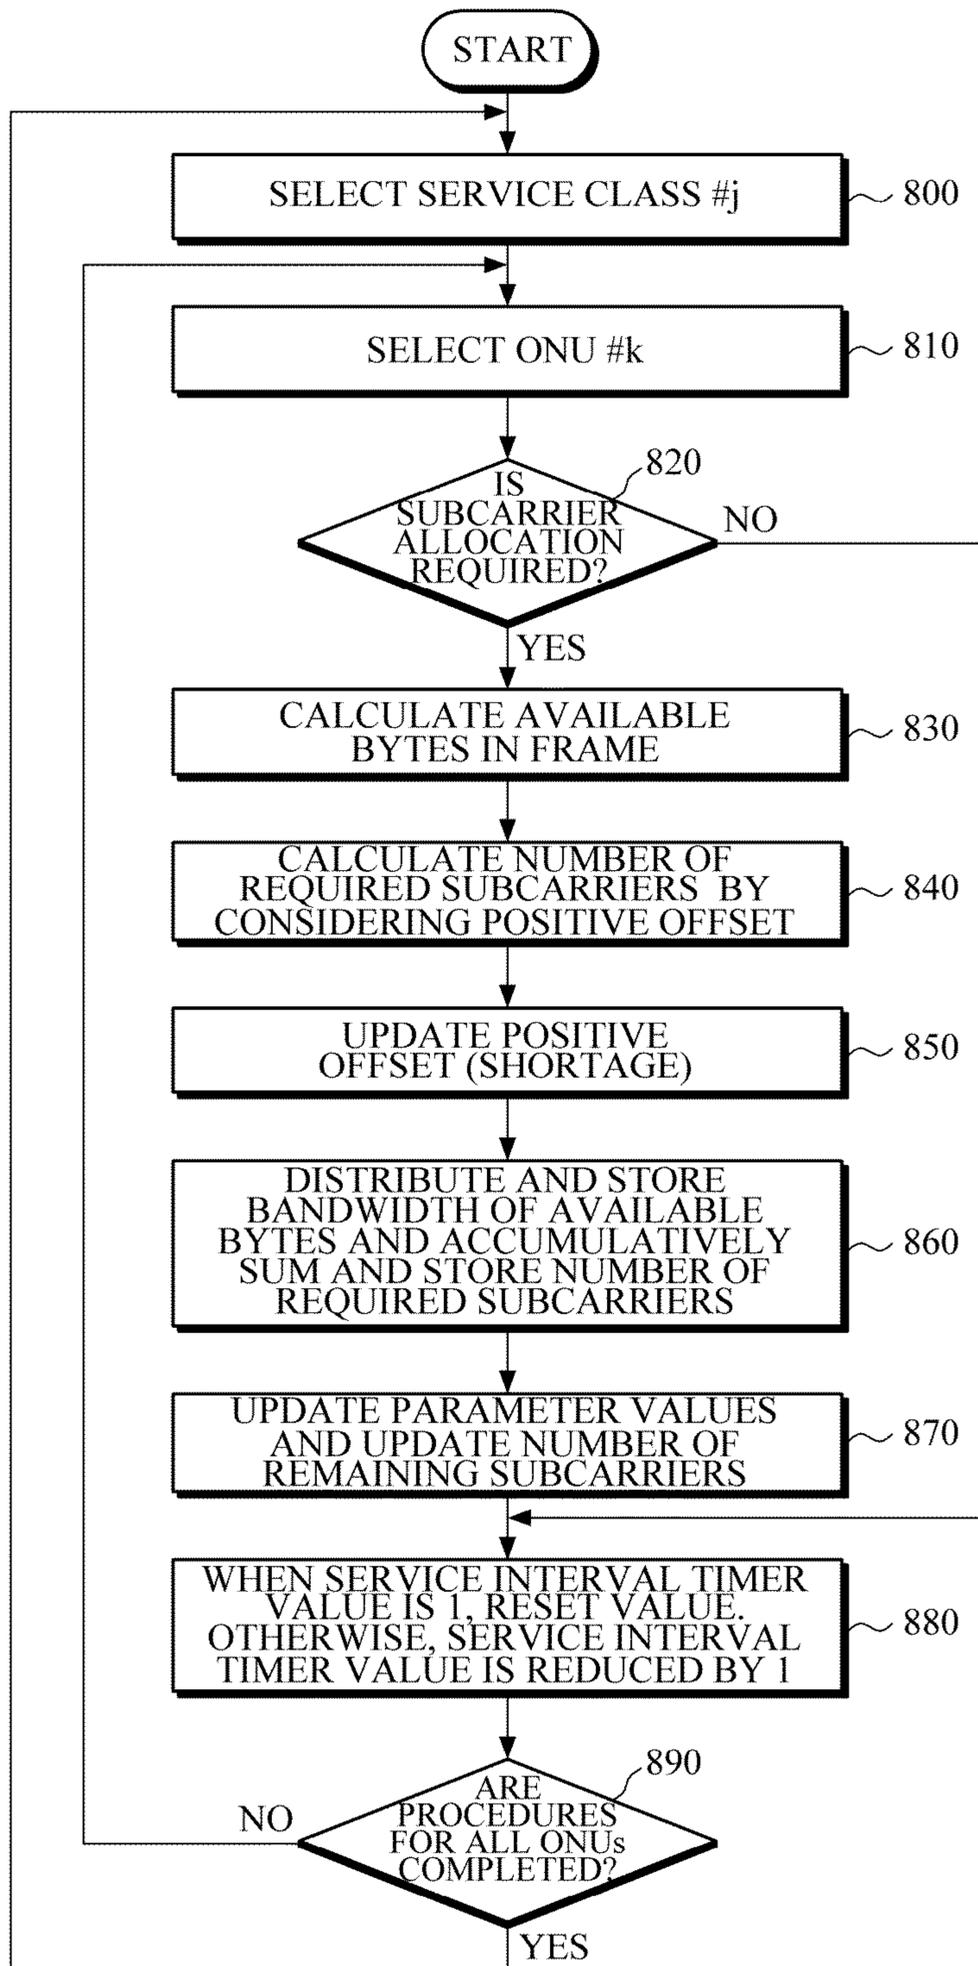 START
SELECT SERVICE CLASS #j
800
SELECT ONU #k
810
820
IS
SUBCARRIER
ALLOCATION
REQUIRED?
NO
YES
CALCULATE AVAILABLE
BYTES IN FRAME
830
CALCULATE NUMBER OF
REQUIRED SUBCARRIERS BY
CONSIDERING POSITIVE OFFSET
840
UPDATE POSITIVE
OFFSET (SHORTAGE)
850
DISTRIBUTE AND STORE
BANDWIDTH OF AVAILABLE
BYTES AND ACCUMULATIVELY
SUM AND STORE NUMBER OF
REQUIRED SUBCARRIERS
860
UPDATE PARAMETER VALUES
AND UPDATE NUMBER OF
REMAINING SUBCARRIERS
870
WHEN SERVICE INTERVAL TIMER
VALUE IS 1, RESET VALUE.
OTHERWISE, SERVICE INTERVAL
TIMER VALUE IS REDUCED BY 1
880
890
ARE
PROCEDURES
FOR ALL ONUs
COMPLETED?
NO
YES